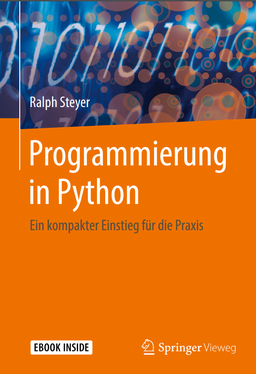 Ralph Steyer
Programmierung
in Python
Ein kompakter Einstieg für die Praxis
EBOOK INSIDE
Springer Vieweg